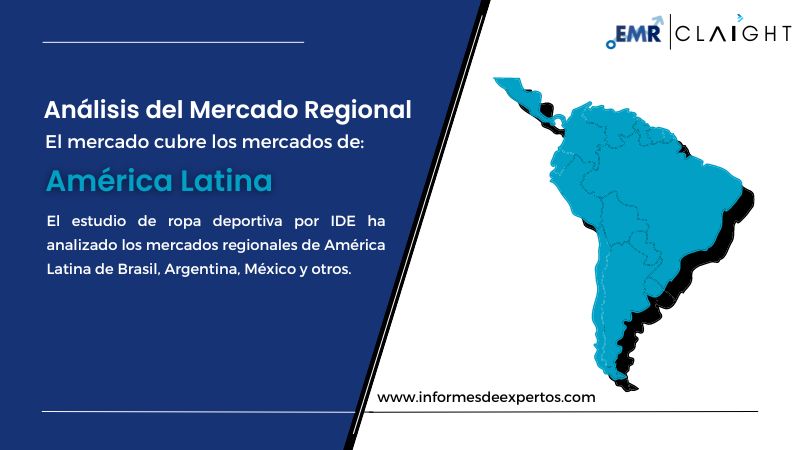 EMR | CLAIGHT
Análisis del Mercado Regional
El mercado cubre los mercados de:
América Latina
El estudio de ropa deportiva por IDE ha
analizado los mercados regionales de América
Latina de Brasil, Argentina, México y otros.
www.informesdeexpertos.com